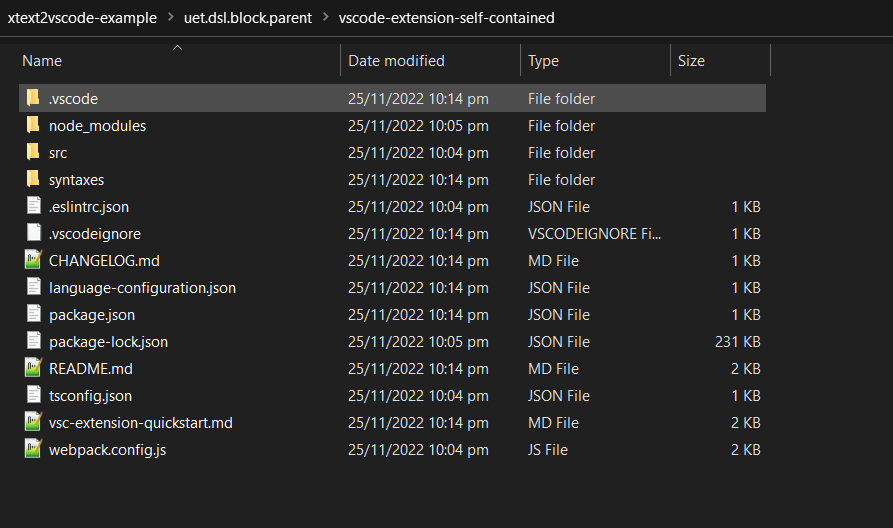 xtext2vscode-example > uet.dsl.block.parent > vscode-extension-self-contained
Name Date modified Type Size
.vscode 25/11/2022 10:14 pm File folder
node_modules 25/11/2022 10:05 pm File folder
src 25/11/2022 10:04 pm File folder
syntaxes 25/11/2022 10:14 pm File folder
.eslintrc.json 25/11/2022 10:04 pm JSON File 1 KB
.vscodeignore 25/11/2022 10:14 pm VSCODEIGNORE Fi... 1 KB
CHANGELOG.md 25/11/2022 10:14 pm MD File 1 KB
language-configuration.json 25/11/2022 10:14 pm JSON File 1 KB
package.json 25/11/2022 10:14 pm JSON File 1 KB
package-lock.json 25/11/2022 10:05 pm JSON File 231 KB
README.md 25/11/2022 10:14 pm MD File 2 KB
tsconfig.json 25/11/2022 10:04 pm JSON File 1 KB
vsc-extension-quickstart.md 25/11/2022 10:14 pm MD File 2 KB
webpack.config.js 25/11/2022 10:04 pm JS File 2 KB